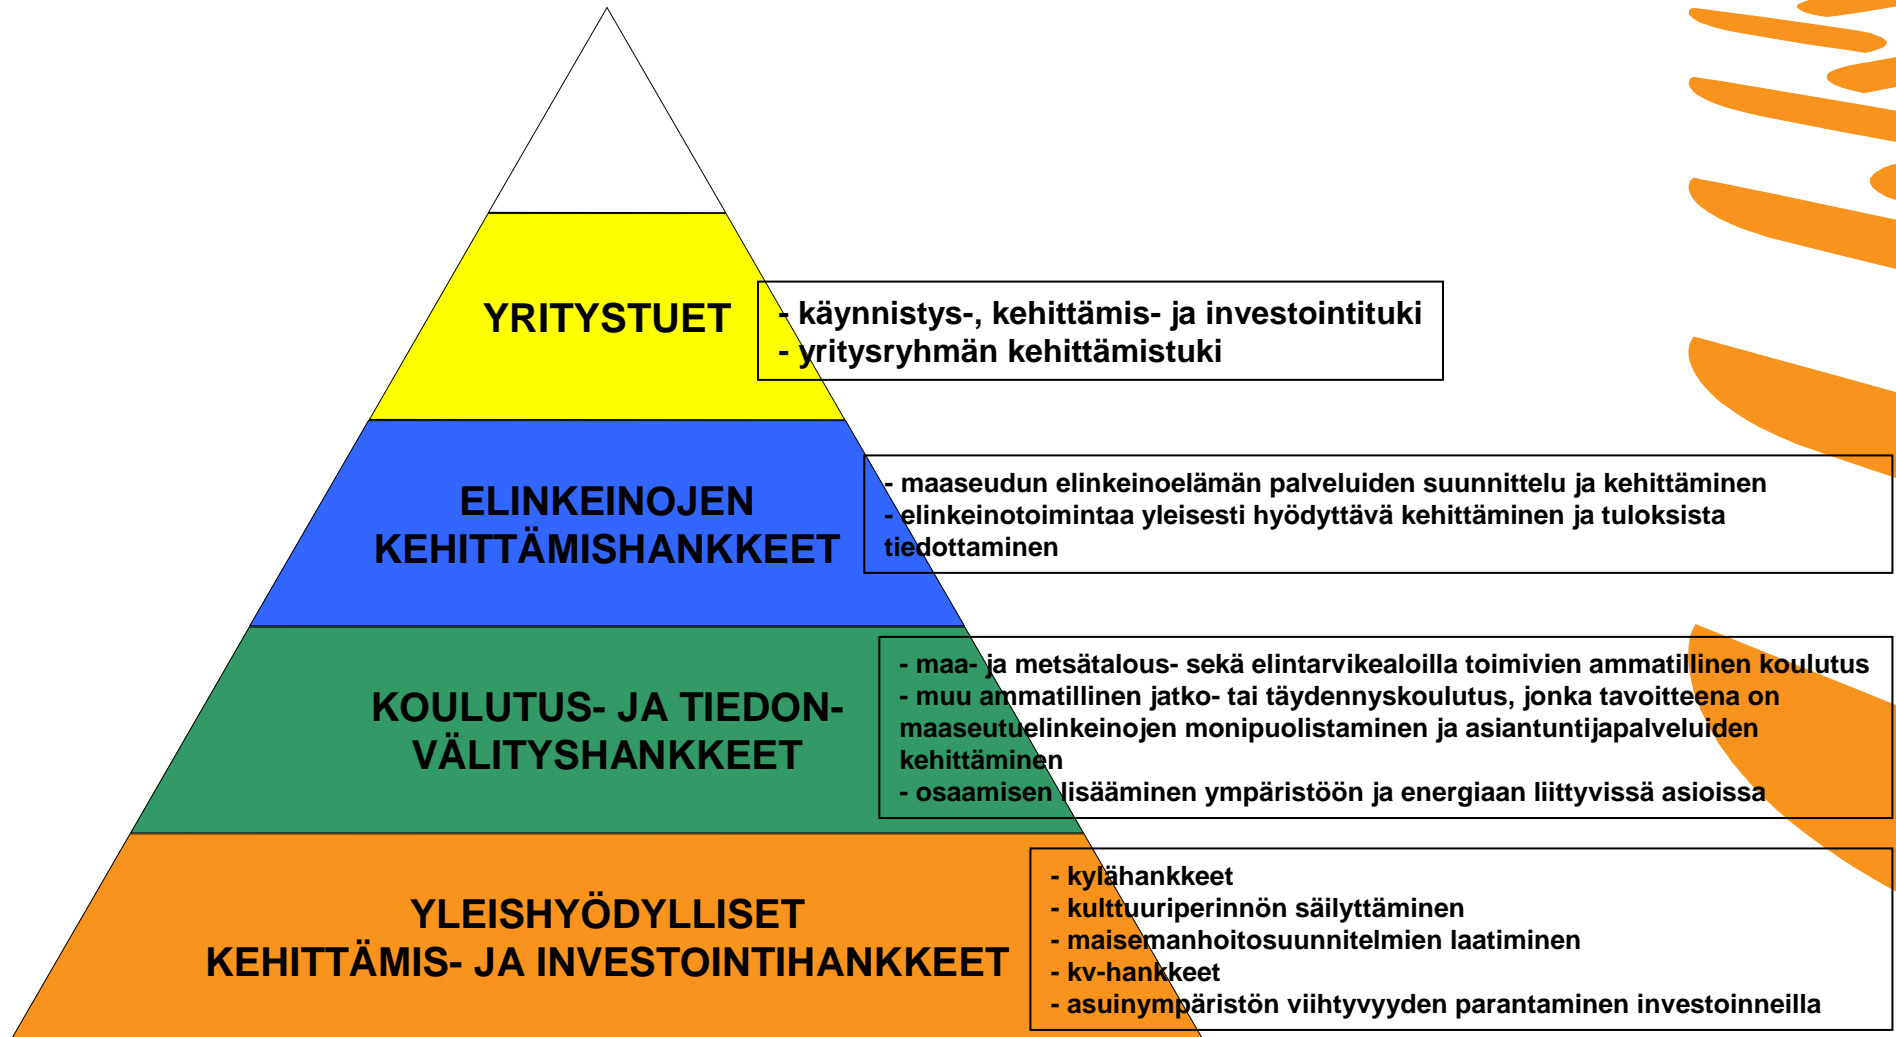 YRITYSTUET
- käynnistys-, kehittämis- ja investointituki
- yritysryhmän kehittämistuki
ELINKEINOJEN
KEHITTÄMISHANKKEET
- maaseudun elinkeinoelämän palveluiden suunnittelu ja kehittäminen
- elinkeinotoimintaa yleisesti hyödyttävä kehittäminen ja tuloksista
tiedottaminen
KOULUTUS- JA TIEDON-
VÄLITYSHANKKEET
- maa- ja metsätalous- sekä elintarvikealoilla toimivien ammatillinen koulutus
- muu ammatillinen jatko- tai täydennyskoulutus, jonka tavoitteena on
maaseutuelinkeinojen monipuolistaminen ja asiantuntijapalveluiden
kehittäminen
- osaamisen lisääminen ympäristöön ja energiaan liittyvissä asioissa
YLEISHYÖDYLLISET
KEHITTÄMIS- JA INVESTOINTIHANKKEET
- kylähankkeet
- kulttuuriperinnön säilyttäminen
- maisemanhoitosuunnitelmien laatiminen
- kv-hankkeet
- asuinympäristön viihtyvyyden parantaminen investoinneilla